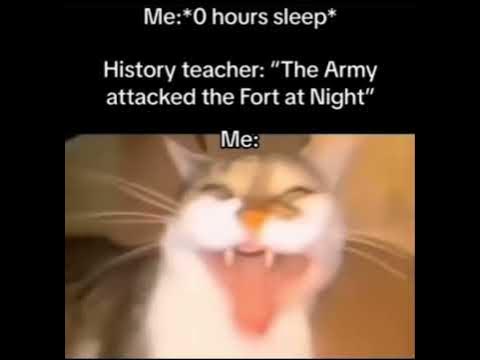 Me:*0 hours sleep*
History teacher: “The Army
attacked the Fort at Night”
Me: